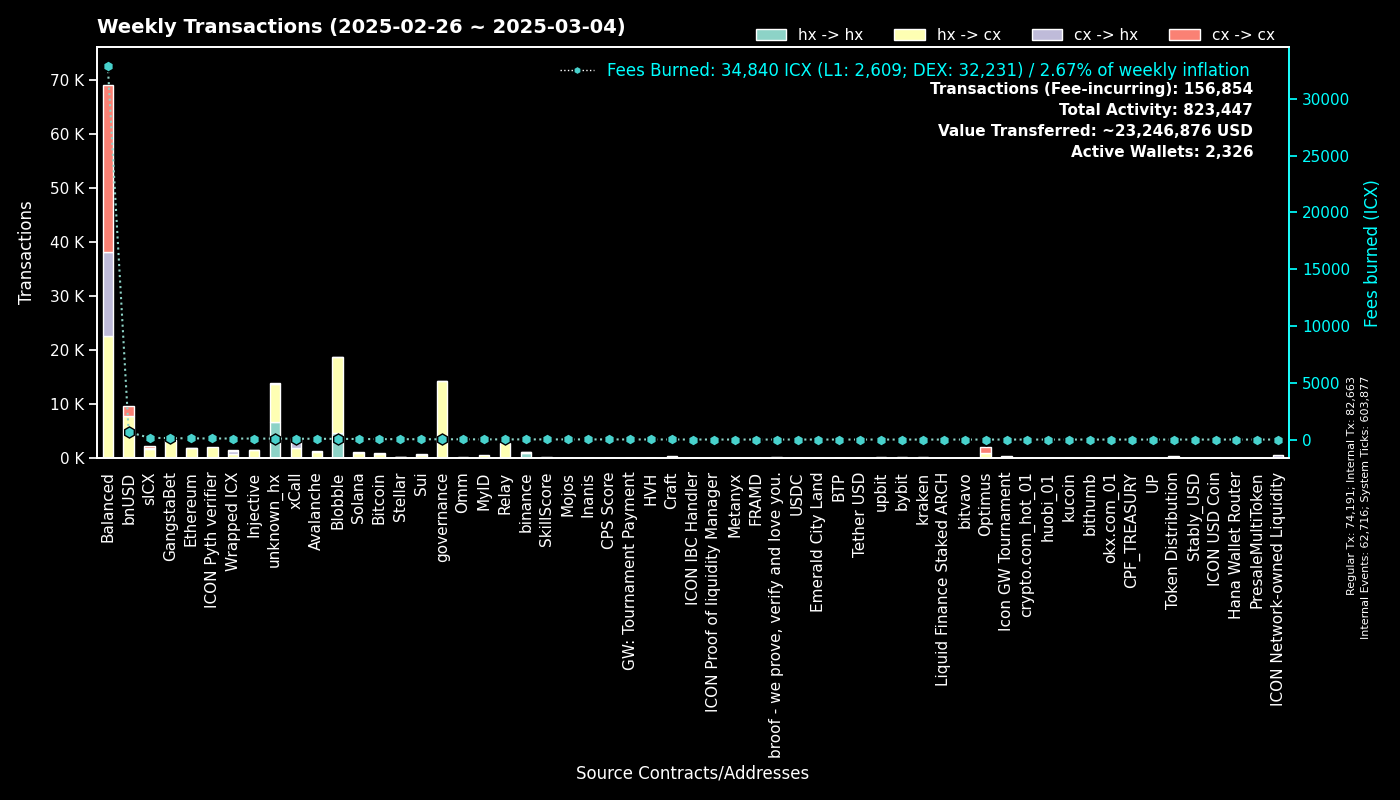 Weekly Transactions (2025-02-26 ~ 2025-03-04)
hx -> hx
hx -> cx
cx -> hx
cx -> cx
Fees Burned: 34,840 ICX (L1: 2,609; DEX: 32,231) / 2.67% of weekly inflation
Transactions (Fee-incurring): 156,854
Total Activity: 823,447
Value Transferred: ~23,246,876 USD
Active Wallets: 2,326
Transactions
70 K
60 K
50 K
40 K
30 K
20 K
10 K
0 K
30000
25000
20000
15000
10000
5000
0
Fees burned (ICX)
Regular Tx: 74,191; Internal Tx: 82,663
Internal Events: 62,716; System Ticks: 603,877
Balanced
bnUSD
sICX
GangstaBet
Ethereum
ICON Pyth verifier
Wrapped ICX
Injective
unknown_hx
xCall
Avalanche
Blobble
Solana
Bitcoin
Stellar
Sui
governance
Omm
MyID
Relay
binance
SkillScore
Mojos
Inanis
CPS Score
GW: Tournament Payment
HVH
Craft
ICON IBC Handler
ICON Proof of liquidity Manager
Metanyx
FRAMD
broof - we prove, verify and love you.
USDC
Emerald City Land
BTP
Tether USD
upbit
bybit
kraken
Liquid Finance Staked ARCH
bitvavo
Optimus
Icon GW Tournament
crypto.com_hot_01
huobi_01
kucoin
bithumb
okx.com_01
CPF_TREASURY
UP
Token Distribution
Stably_USD
ICON USD Coin
Hana Wallet Router
PresaleMultiToken
ICON Network-owned Liquidity
Source Contracts/Addresses